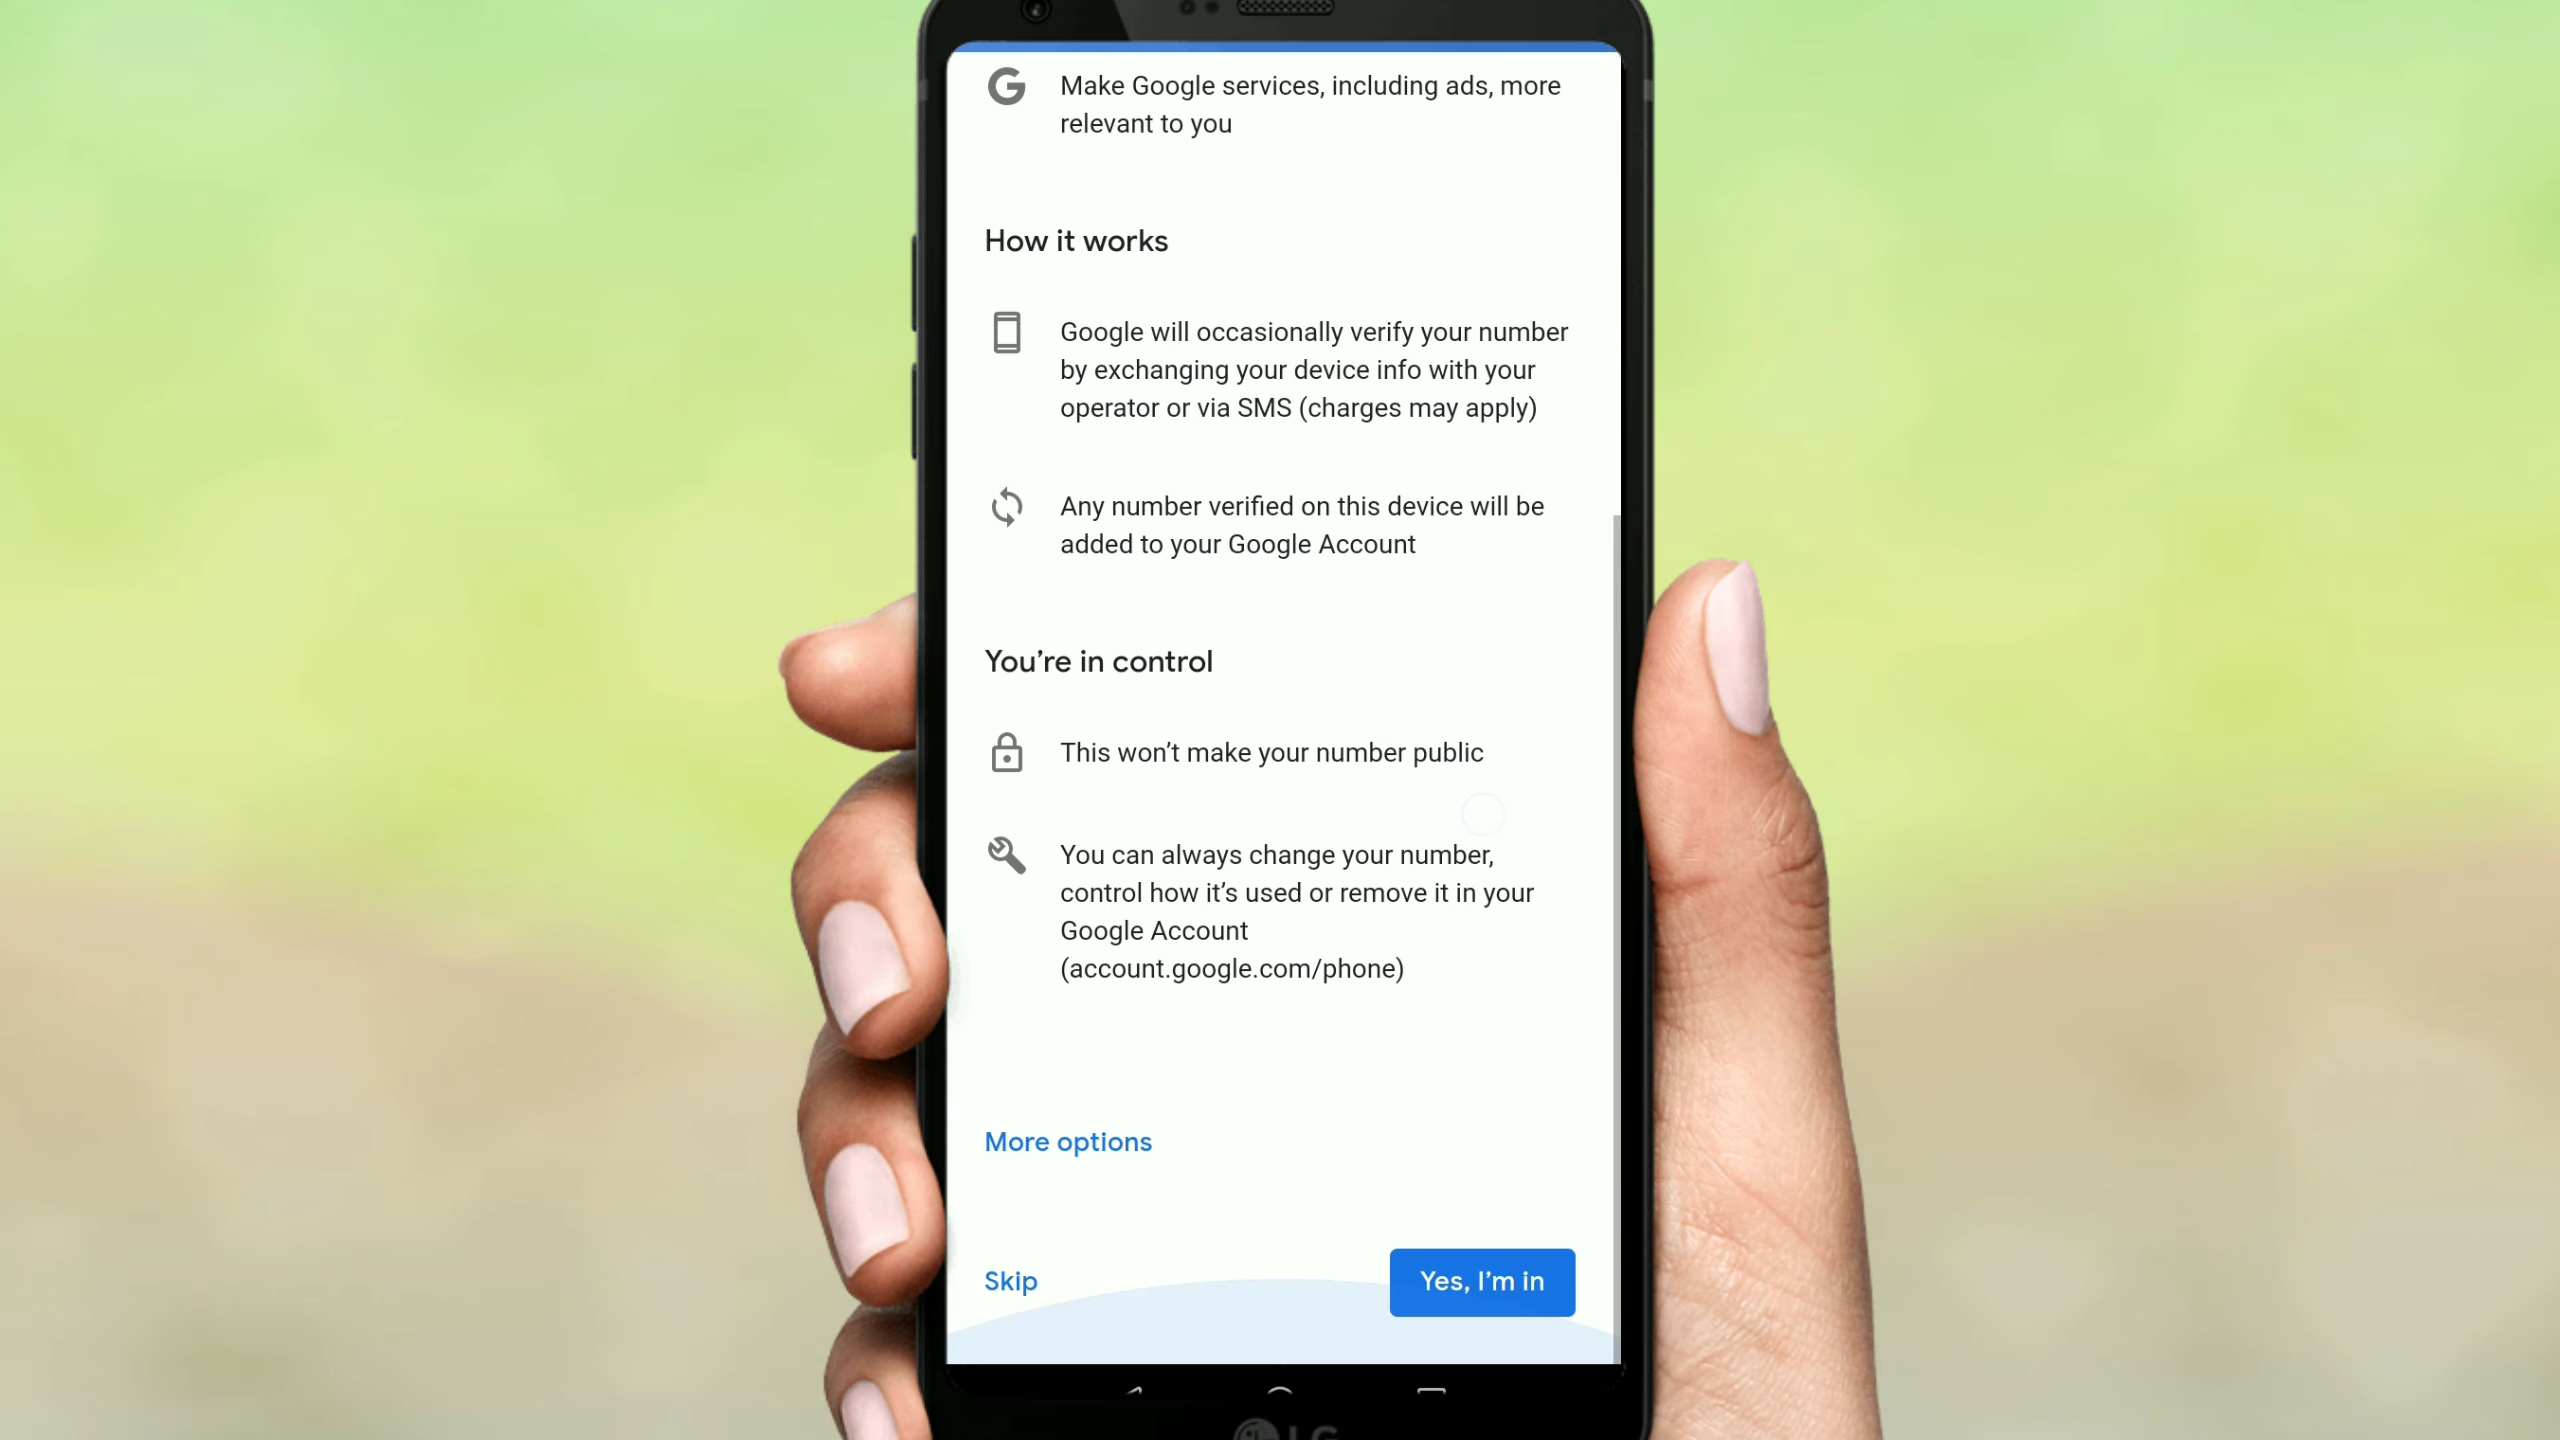 Make Google services, including ads, more
relevant to you
How it works
Google will occasionally verify your number
by exchanging your device info with your
operator or via SMS (charges may apply)
Any number verified on this device will be
added to your Google Account
You’re in control
This won’t make your number public
You can always change your number,
control how it’s used or remove it in your
Google Account
(account.google.com/phone)
More options
Skip
Yes, I’m in
LG